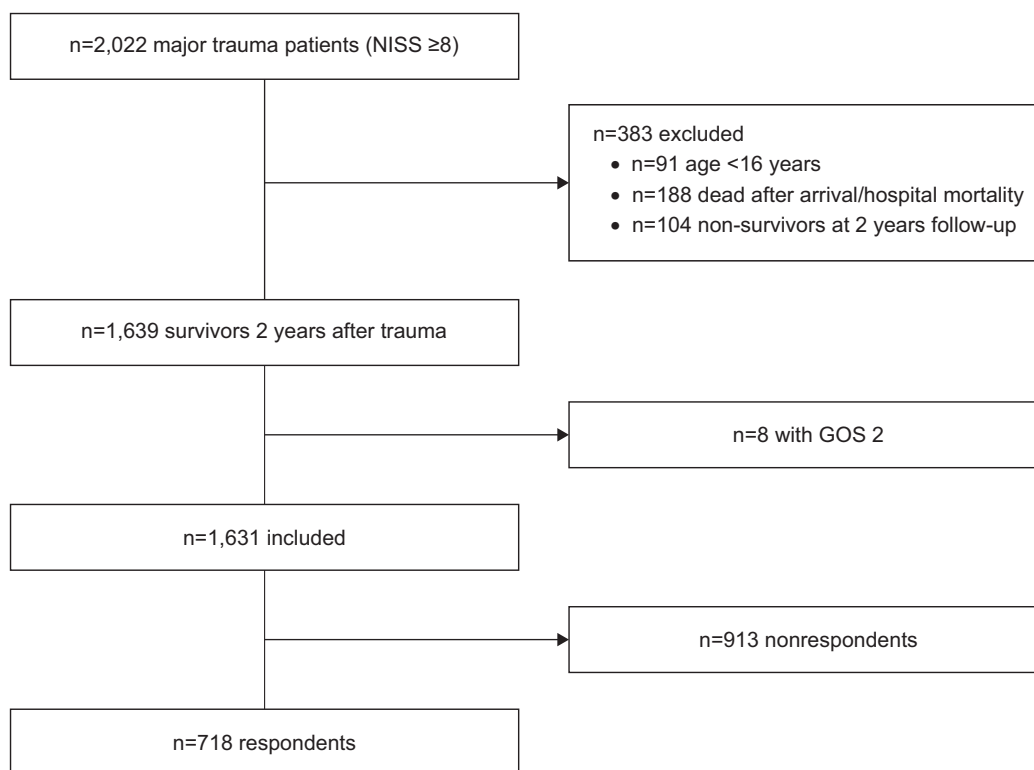 n=2,022 major trauma patients (NISS ≥8)
n=383 excluded
• n=91 age <16 years
• n=188 dead after arrival/hospital mortality
• n=104 non-survivors at 2 years follow-up
n=1,639 survivors 2 years after trauma
n=8 with GOS 2
n=1,631 included
n=913 nonrespondents
n=718 respondents